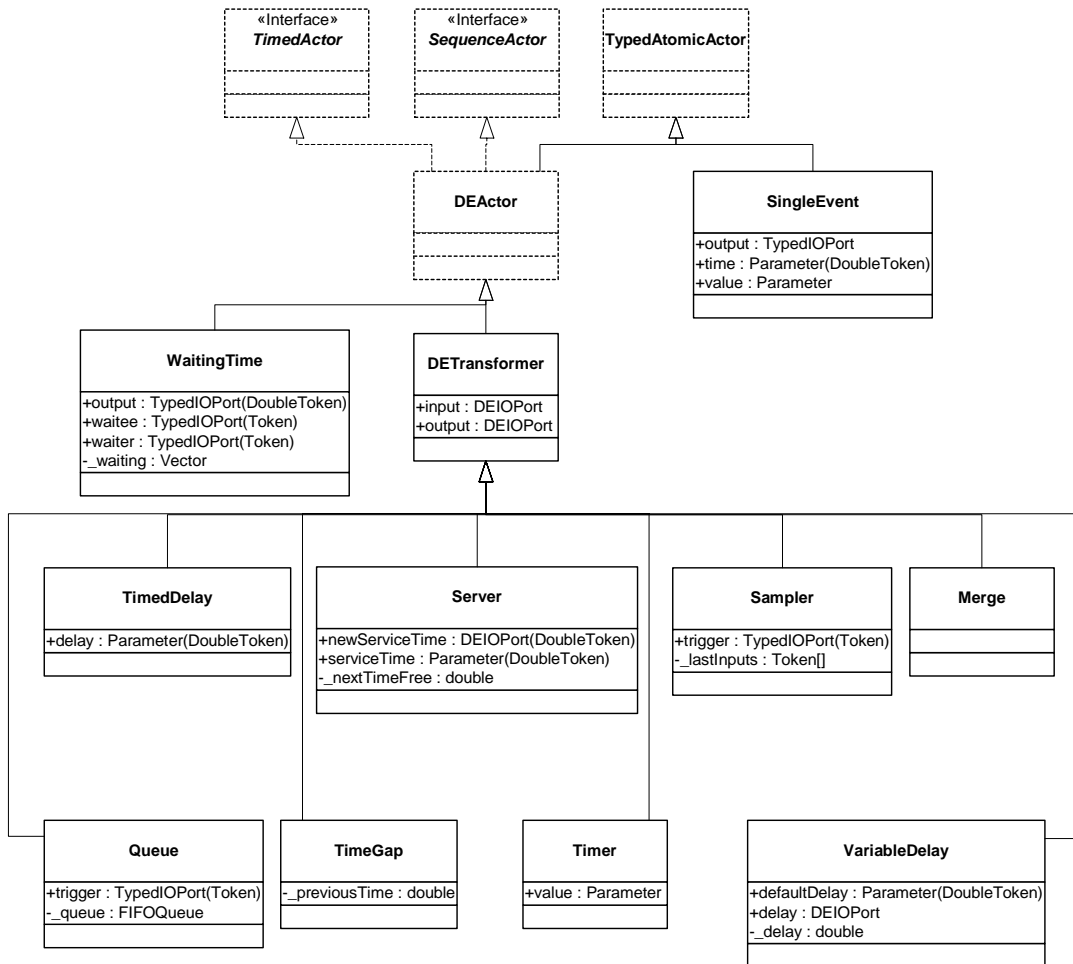 «Interface»
TimedActor
«Interface»
SequenceActor
TypedAtomicActor
DEActor
SingleEvent
+output : TypedIOPort
+time : Parameter(DoubleToken)
+value : Parameter
WaitingTime
+output : TypedIOPort(DoubleToken)
+waitee : TypedIOPort(Token)
+waiter : TypedIOPort(Token)
-_waiting : Vector
DETransformer
+input : DEIOPort
+output : DEIOPort
TimedDelay
+delay : Parameter(DoubleToken)
Server
+newServiceTime : DEIOPort(DoubleToken)
+serviceTime : Parameter(DoubleToken)
-_nextTimeFree : double
Sampler
+trigger : TypedIOPort(Token)
-_lastInputs : Token[]
Merge
Queue
+trigger : TypedIOPort(Token)
-_queue : FIFOQueue
TimeGap
-_previousTime : double
Timer
+value : Parameter
VariableDelay
+defaultDelay : Parameter(DoubleToken)
+delay : DEIOPort
-_delay : double